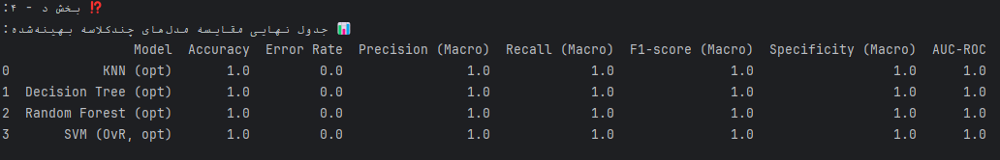 ⁉️ بخش د - ۴:
📊 جدول نهایی مقایسه مدل‌های چندکلاسه بهینه‌شده:
Model Accuracy Error Rate Precision (Macro) Recall (Macro) F1-score (Macro) Specificity (Macro) AUC-ROC
0 KNN (opt) 1.0 0.0 1.0 1.0 1.0 1.0 1.0
1 Decision Tree (opt) 1.0 0.0 1.0 1.0 1.0 1.0 1.0
2 Random Forest (opt) 1.0 0.0 1.0 1.0 1.0 1.0 1.0
3 SVM (OvR, opt) 1.0 0.0 1.0 1.0 1.0 1.0 1.0